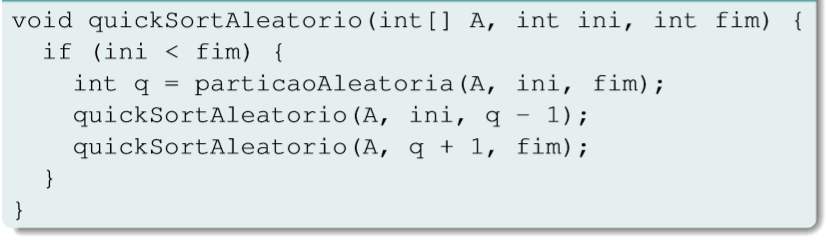 void quickSortAleatorio(int[] A, int ini, int fim) {
  if (ini < fim) {
    int q = particaoAleatoria(A, ini, fim);
    quickSortAleatorio(A, ini, q - 1);
    quickSortAleatorio(A, q + 1, fim);
  }
}